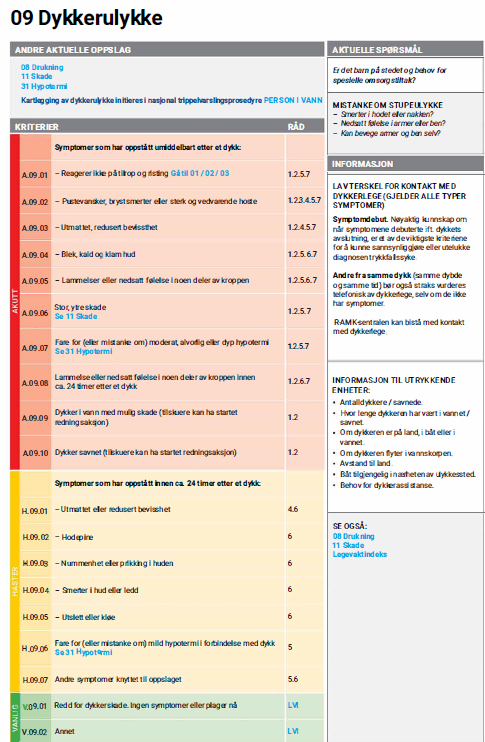 09 Dykkerulykke
ANDRE AKTUELLE OPPSLAG
08 Drukning
11 Skade
31 Hypotermi
Kartlegging av dykkerulykke initieres i nasjonal trippelvarslingsprosedyre PERSON I VANN
KRITERIER RÅD
AKUTT
Symptomer som har oppstått umiddelbart etter et dykk:
A.09.01 – Reagerer ikke på tilrop og risting Gå til 01 / 02 / 03 1.2.5.7
A.09.02 – Pustevansker, brystsmerter eller sterk og vedvarende hoste 1.2.3.4.5.7
A.09.03 – Utmattet, redusert bevissthet 1.2.4.5.7
A.09.04 – Blek, kald og klam hud 1.2.5.6.7
A.09.05 – Lammelser eller nedsatt følelse i noen deler av kroppen 1.2.5.6.7
A.09.06 Stor, ytre skade 1.2.5.7
Se 11 Skade
A.09.07 Fare for (eller mistanke om) moderat, alvorlig eller dyp hypotermi 1.2.5.7
Se 31 Hypotermi
A.09.08 Lammelse eller nedsatt følelse i noen deler av kroppen innen 1.2.6.7
ca. 24 timer etter et dykk
A.09.09 Dykker i vann med mulig skade (tilskuere kan ha startet 1.2
redningsaksjon)
A.09.10 Dykker savnet (tilskuere kan ha startet redningsaksjon) 1.2
HASTER
Symptomer som har oppstått innen ca. 24 timer etter et dykk:
H.09.01 – Utmattet eller redusert bevissthet 4.6
H.09.02 – Hodepine 6
H.09.03 – Nummenhet eller prikking i huden 6
H.09.04 – Smerter i hud eller ledd 6
H.09.05 – Utslett eller kløe 6
H.09.06 Fare for (eller mistanke om) mild hypotermi i forbindelse med dykk 5
Se 31 Hypotermi
H.09.07 Andre symptomer knyttet til oppslaget 5.6
VANLIG
V.09.01 Redd for dykkerskade. Ingen symptomer eller plager nå LVI
V.09.02 Annet LVI
AKTUELLE SPØRSMÅL
Er det barn på stedet og behov for
spesielle omsorgstiltak?
MISTANKE OM STUPEULYKKE
– Smerter i hodet eller nakken?
– Nedsatt følelse i armer eller ben?
– Kan bevege armer og ben selv?
INFORMASJON
LAV TERSKEL FOR KONTAKT MED
DYKKERLEGE (GJELDER ALLE TYPER
SYMPTOMER)
Symptomdebut. Nøyaktig kunnskap om
når symptomene debuterte ift. dykkets
avslutning, er et av de viktigste kriteriene
for å kunne sannsynliggjøre eller utelukke
diagnosen trykkfallssyke.
Andre fra samme dykk (samme dybde
og samme tid) bør også straks vurderes
telefonisk av dykkerlege, selv om de ikke
har symptomer.
RAMK-sentralen kan bistå med kontakt
med dykkerlege.
INFORMASJON TIL UTRYKKENDE
ENHETER:
• Antall dykkere / savnede.
• Hvor lenge dykkeren har vært i vannet /
savnet.
• Om dykkeren er på land, i båt eller i
vannet.
• Om dykkeren flyter i vannskorpen.
• Avstand til land.
• Båt tilgjengelig i nærheten av ulykkessted.
• Behov for dykkerassistanse.
SE OGSÅ:
08 Drukning
11 Skade
Legevaktindeks